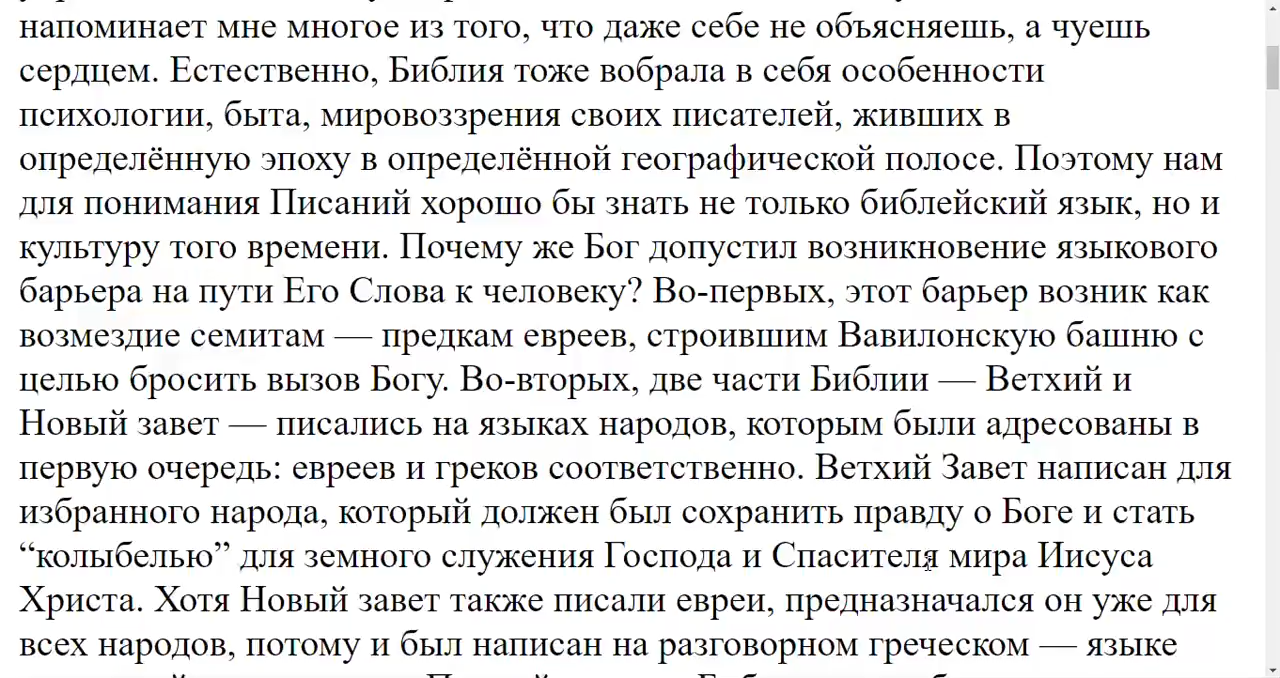 напоминает мне многое из того, что даже себе не объясняешь, а чуешь
сердцем. Естественно, Библия тоже вобрала в себя особенности
психологии, быта, мировоззрения своих писателей, живших в
определённую эпоху в определённой географической полосе. Поэтому нам
для понимания Писаний хорошо бы знать не только библейский язык, но и
культуру того времени. Почему же Бог допустил возникновение языкового
барьера на пути Его Слова к человеку? Во-первых, этот барьер возник как
возмездие семитам — предкам евреев, строившим Вавилонскую башню с
целью бросить вызов Богу. Во-вторых, две части Библии — Ветхий и
Новый завет — писались на языках народов, которым были адресованы в
первую очередь: евреев и греков соответственно. Ветхий Завет написан для
избранного народа, который должен был сохранить правду о Боге и стать
“колыбелью” для земного служения Господа и Спасителя мира Иисуса
Христа. Хотя Новый завет также писали евреи, предназначался он уже для
всех народов, потому и был написан на разговорном греческом — языке